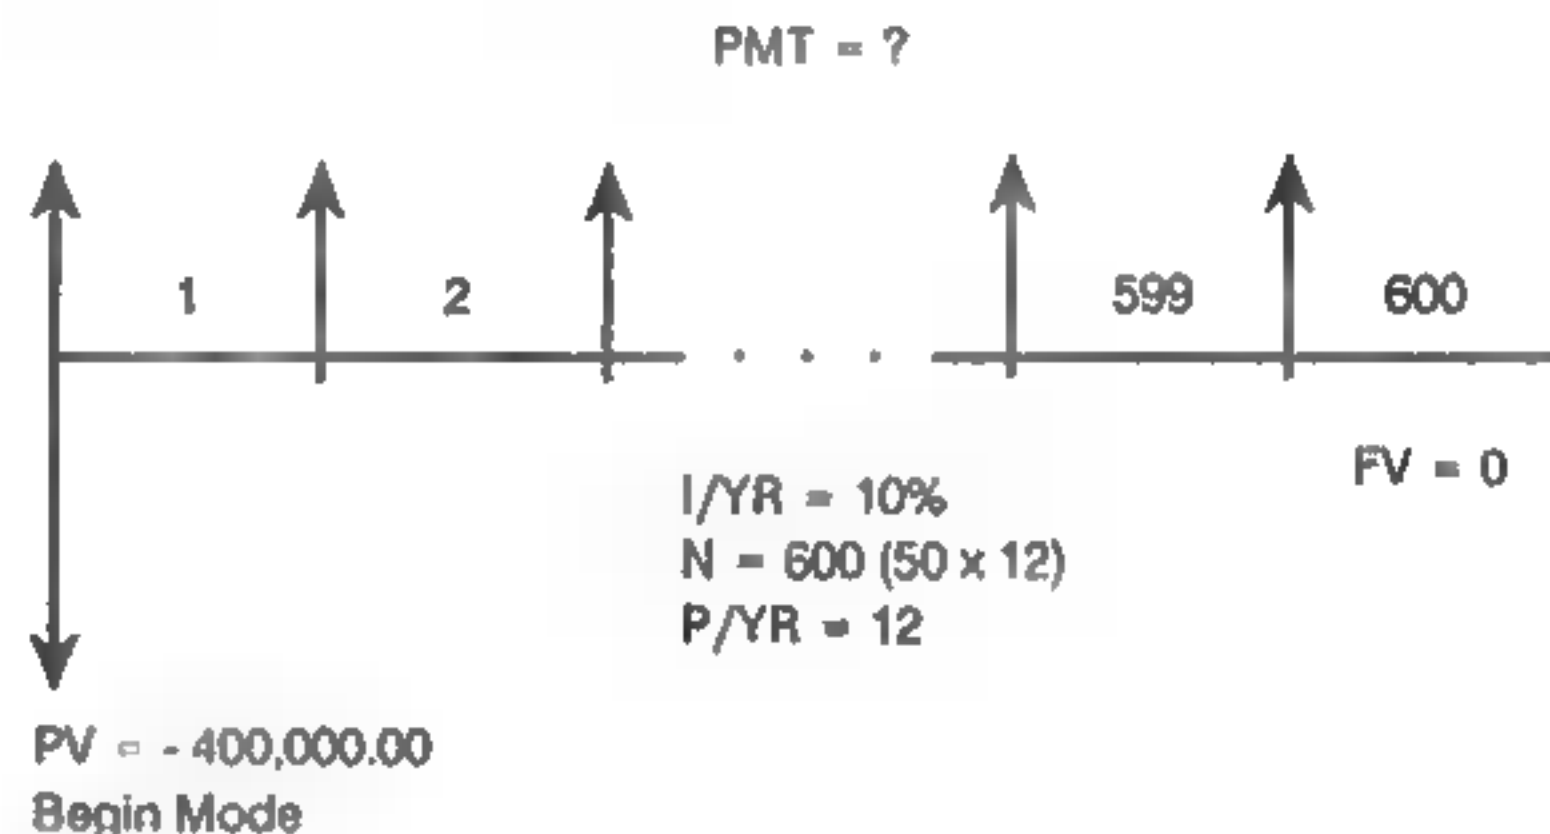 PMT = ?
1 2 599 600
FV = 0
I/YR = 10%
N = 600 (50 x 12)
P/YR = 12
PV = - 400,000.00
Begin Mode